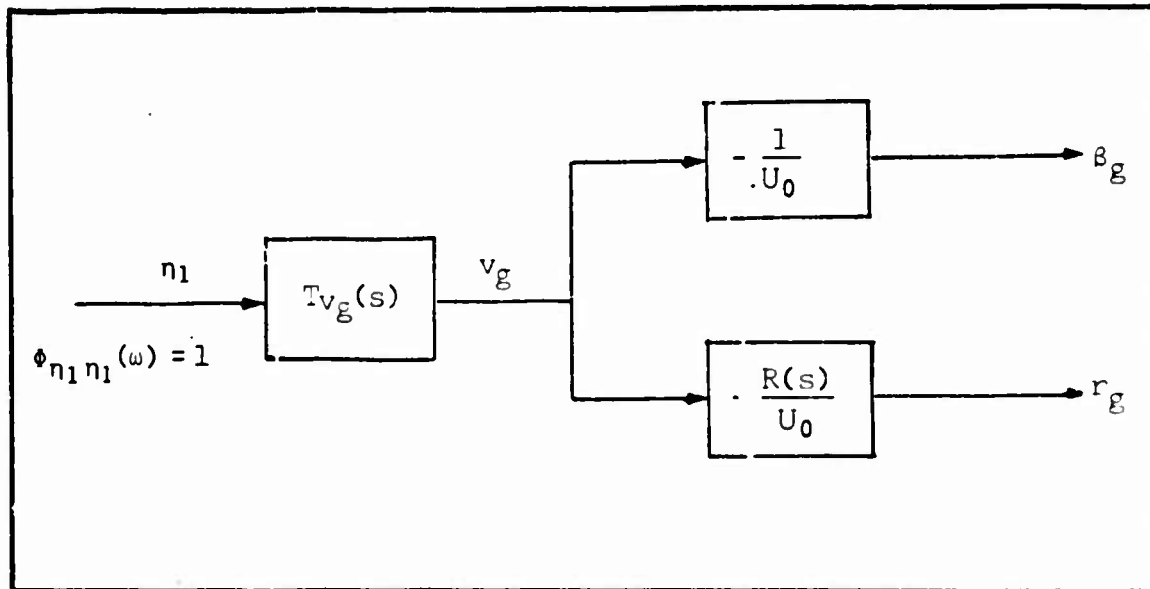 - 1/U₀
βg
η1
Tvg(s)
vg
Φη1η1(ω) = 1
- R(s)/U₀
rg